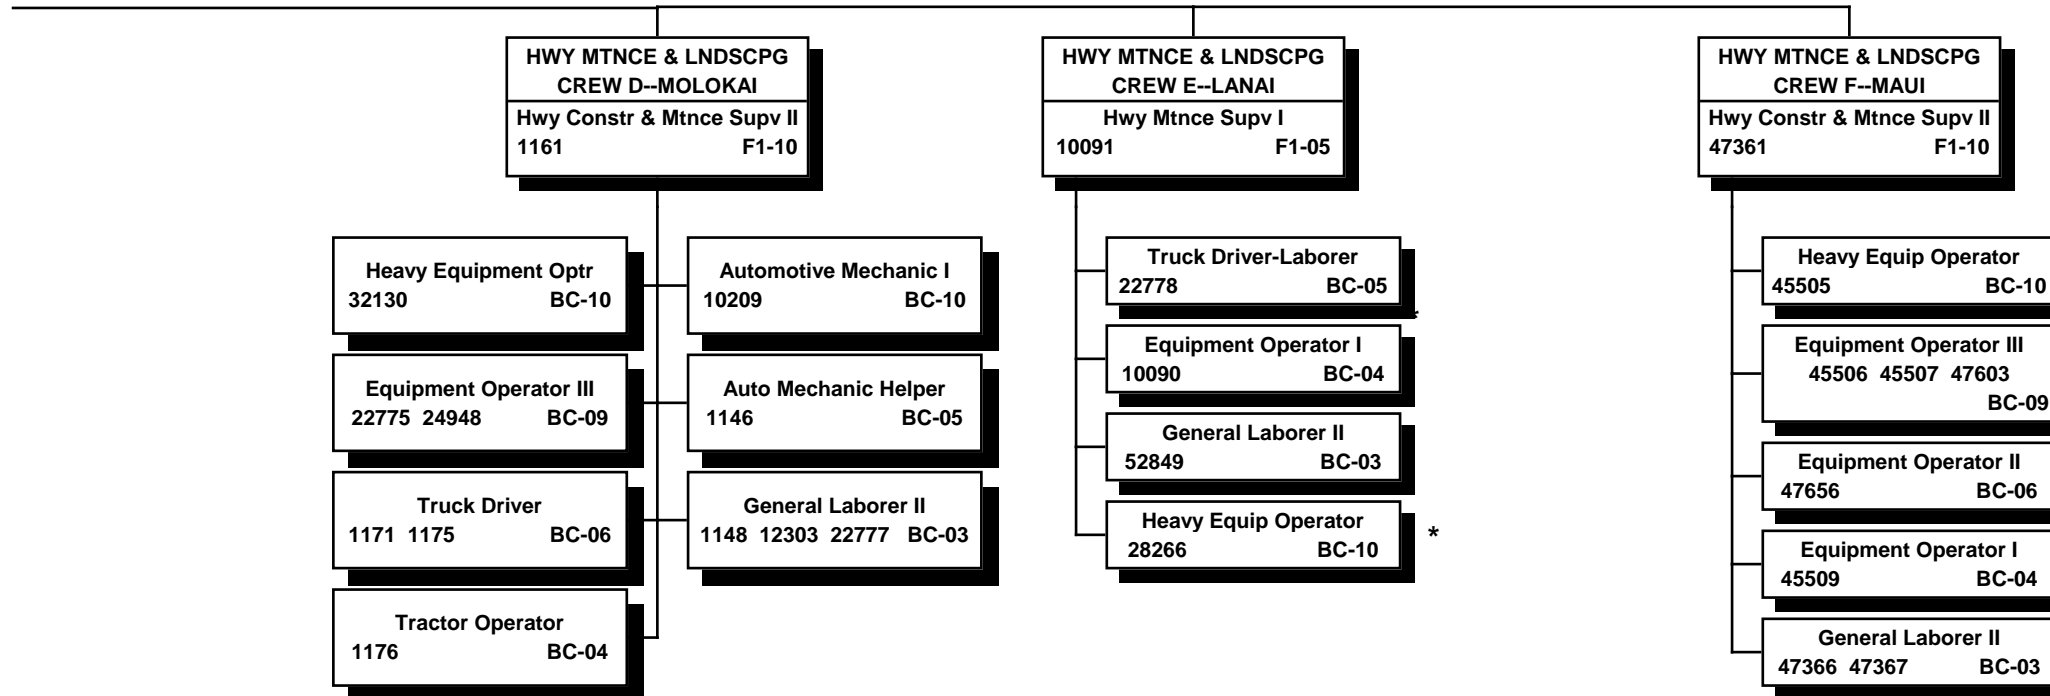 HWY MTNCE & LNDSCPG
CREW D--MOLOKAI
Hwy Constr & Mtnce Supv II
1161 F1-10
Heavy Equipment Optr
32130 BC-10
Automotive Mechanic I
10209 BC-10
Equipment Operator III
22775 24948 BC-09
Auto Mechanic Helper
1146 BC-05
Truck Driver
1171 1175 BC-06
General Laborer II
1148 12303 22777 BC-03
Tractor Operator
1176 BC-04
HWY MTNCE & LNDSCPG
CREW E--LANAI
Hwy Mtnce Supv I
10091 F1-05
Truck Driver-Laborer
22778 BC-05
*
Equipment Operator I
10090 BC-04
General Laborer II
52849 BC-03
Heavy Equip Operator
28266 BC-10
*
HWY MTNCE & LNDSCPG
CREW F--MAUI
Hwy Constr & Mtnce Supv II
47361 F1-10
Heavy Equip Operator
45505 BC-10
Equipment Operator III
45506 45507 47603
BC-09
Equipment Operator II
47656 BC-06
Equipment Operator I
45509 BC-04
General Laborer II
47366 47367 BC-03